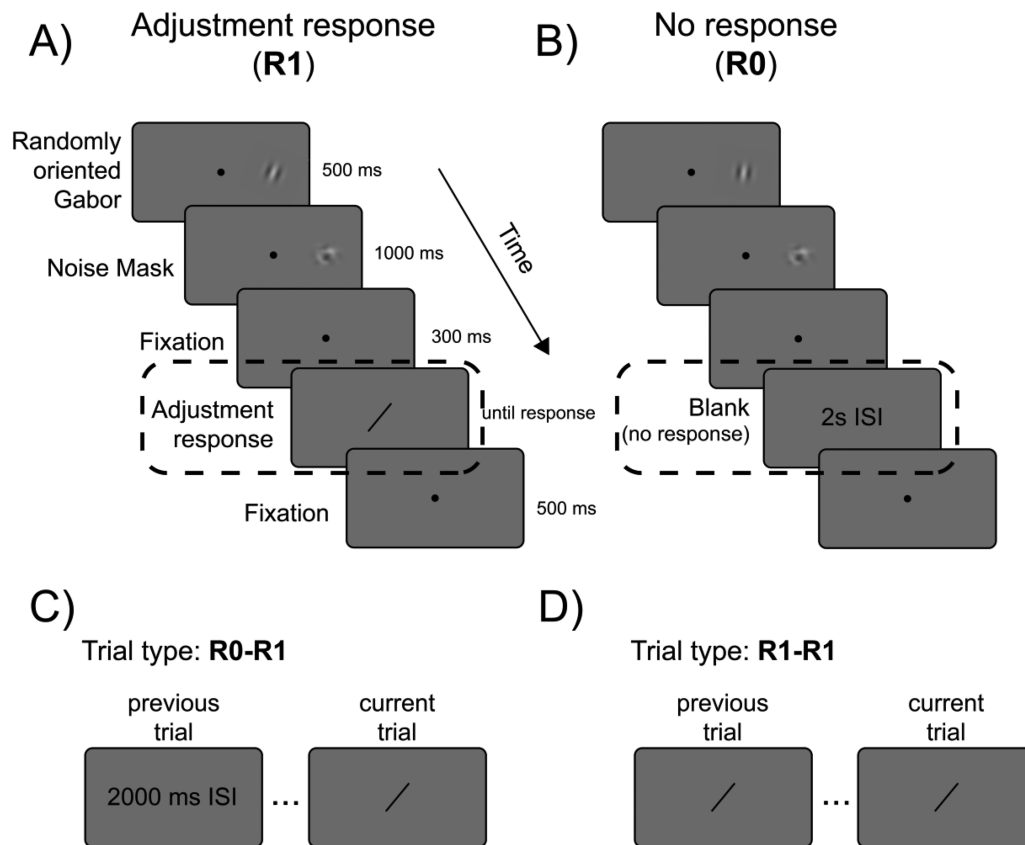 A)
Adjustment response
(R1)
Randomly
oriented
Gabor
500 ms
Noise Mask
1000 ms
Fixation
300 ms
Adjustment
response
until response
Fixation
500 ms
Time
B)
No response
(R0)
Blank
(no response)
2s ISI
C)
Trial type: R0-R1
previous
trial
current
trial
2000 ms ISI
...
D)
Trial type: R1-R1
previous
trial
current
trial
...